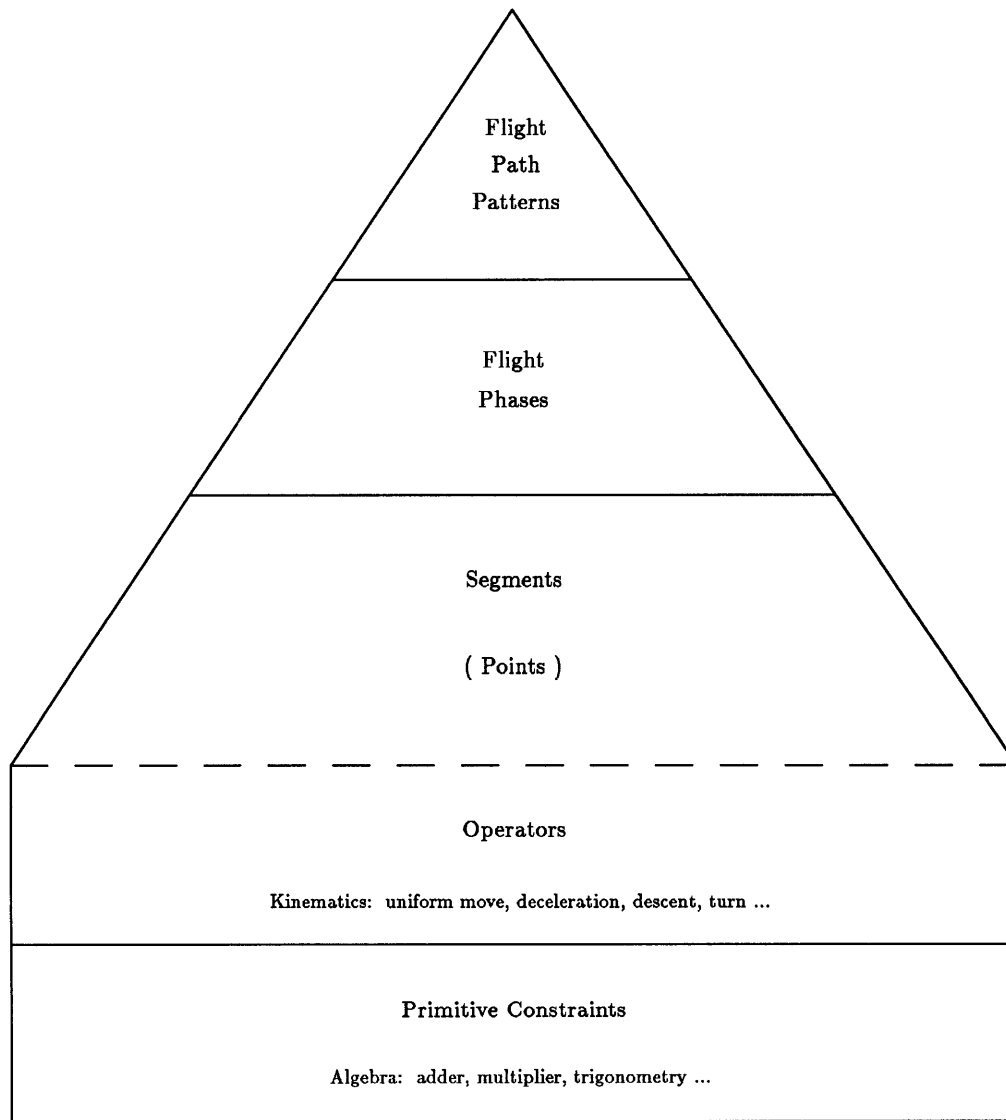 Flight
Path
Patterns
Flight
Phases
Segments
( Points )
Operators
Kinematics: uniform move, deceleration, descent, turn ...
Primitive Constraints
Algebra: adder, multiplier, trigonometry ...